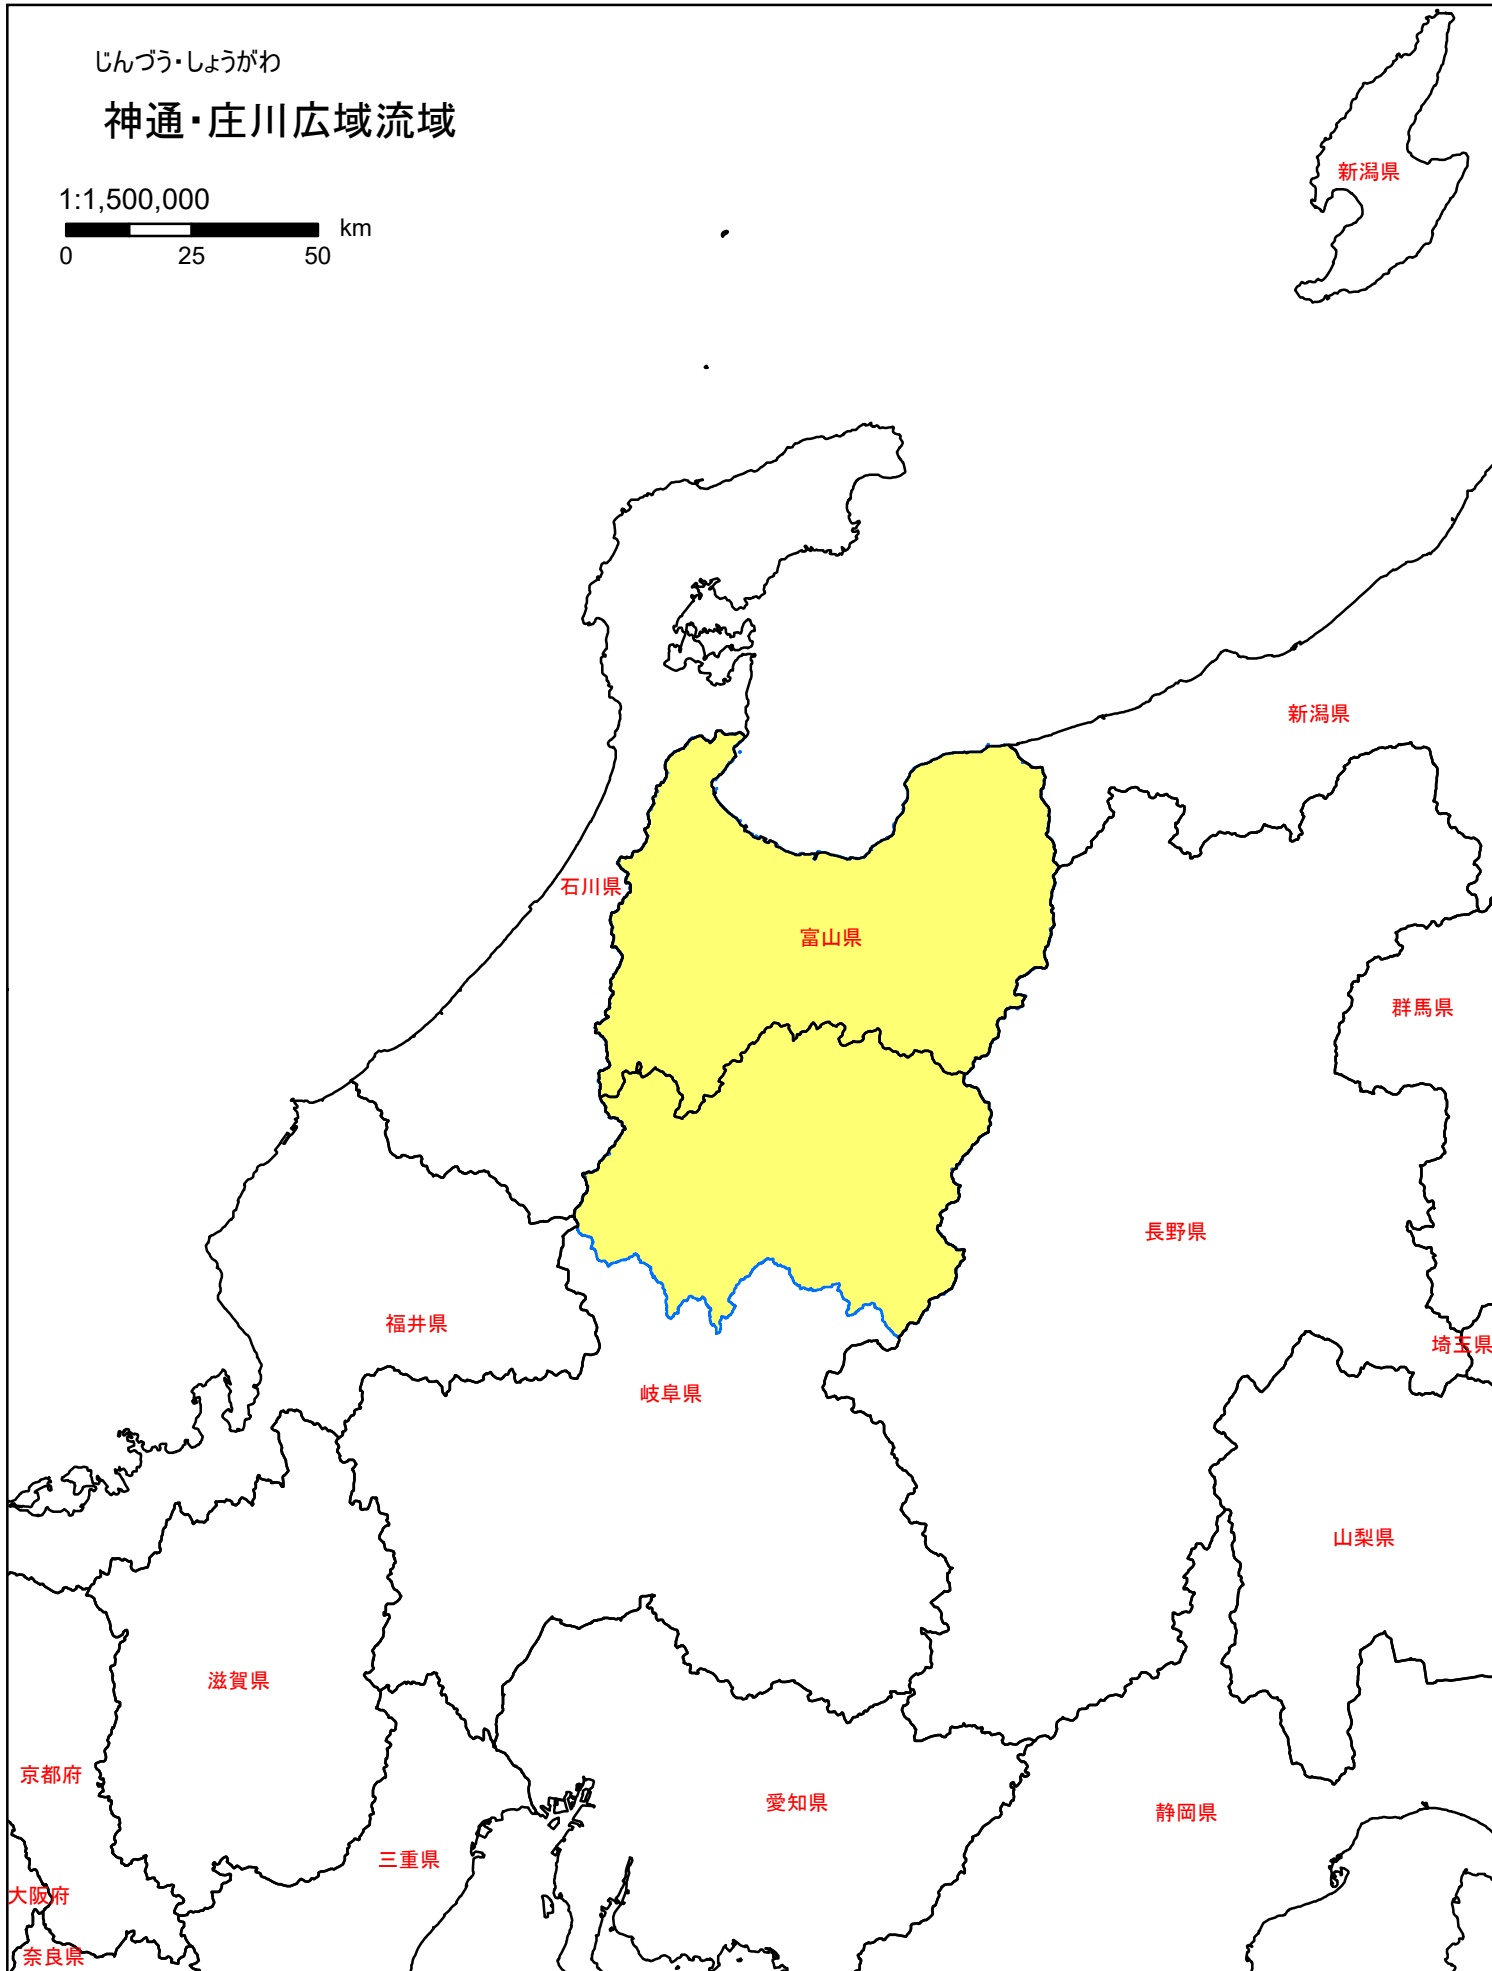 じんづう・しょうがわ
神通・庄川広域流域
1:1,500,000
km
0 25 50
新潟県
新潟県
石川県
富山県
群馬県
長野県
福井県
埼玉県
岐阜県
山梨県
滋賀県
京都府
愛知県
静岡県
三重県
大阪府
奈良県